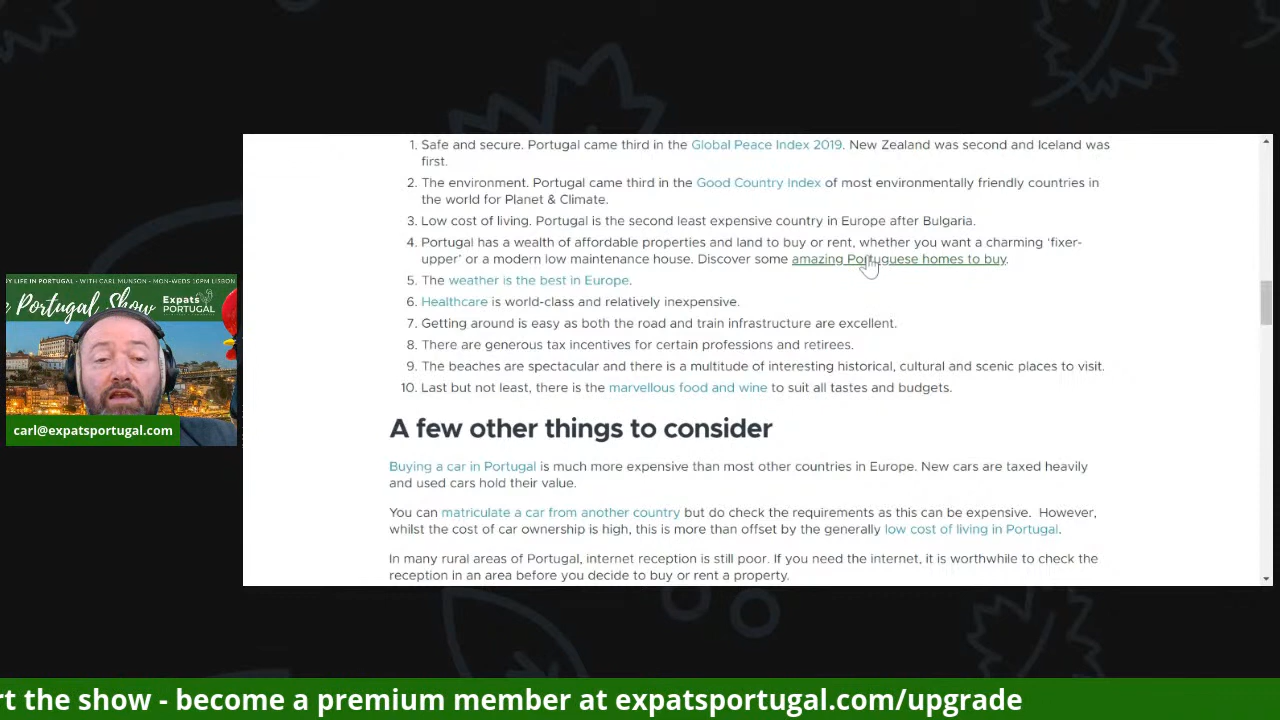 1. Safe and secure. Portugal came third in the Global Peace Index 2019. New Zealand was second and Iceland was
first.
2. The environment. Portugal came third in the Good Country Index of most environmentally friendly countries in
the world for Planet & Climate.
3. Low cost of living. Portugal is the second least expensive country in Europe after Bulgaria.
4. Portugal has a wealth of affordable properties and land to buy or rent, whether you want a charming ‘fixer-
upper’ or a modern low maintenance house. Discover some amazing Portuguese homes to buy.
5. The weather is the best in Europe.
6. Healthcare is world-class and relatively inexpensive.
7. Getting around is easy as both the road and train infrastructure are excellent.
8. There are generous tax incentives for certain professions and retirees.
9. The beaches are spectacular and there is a multitude of interesting historical, cultural and scenic places to visit.
10. Last but not least, there is the marvellous food and wine to suit all tastes and budgets.
A few other things to consider
Buying a car in Portugal is much more expensive than most other countries in Europe. New cars are taxed heavily
and used cars hold their value.
You can matriculate a car from another country but do check the requirements as this can be expensive. However,
whilst the cost of car ownership is high, this is more than offset by the generally low cost of living in Portugal.
In many rural areas of Portugal, internet reception is still poor. If you need the internet, it is worthwhile to check the
reception in an area before you decide to buy or rent a property.
Y LIFE IN PORTUGAL - WITH CARL MUNSON - MON-WEDS 10PM LISBON
Portugal Show
Expats
PORTUGAL
carl@expatsportugal.com
rt the show - become a premium member at expatsportugal.com/upgrade